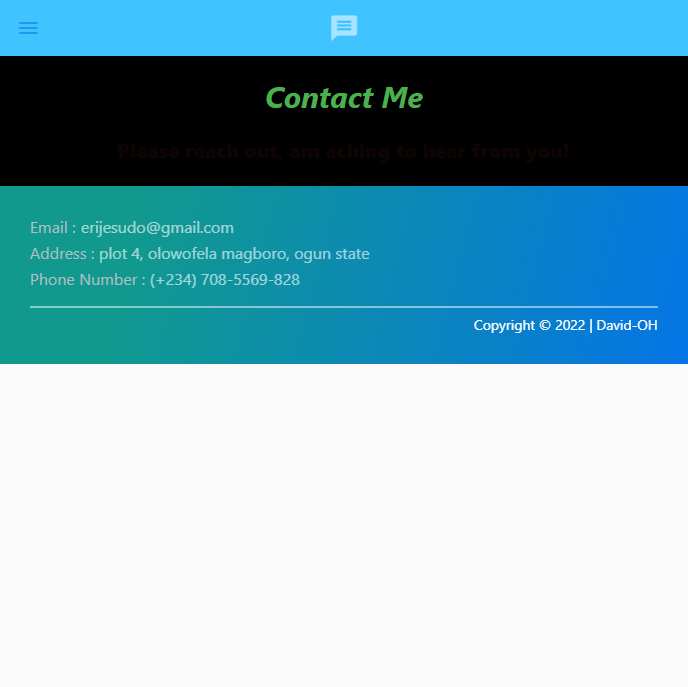 Contact Me
Please reach out, am aching to hear from you!
Email : erijesudo@gmail.com
Address : plot 4, olowofela magboro, ogun state
Phone Number : (+234) 708-5569-828
Copyright © 2022 | David-OH